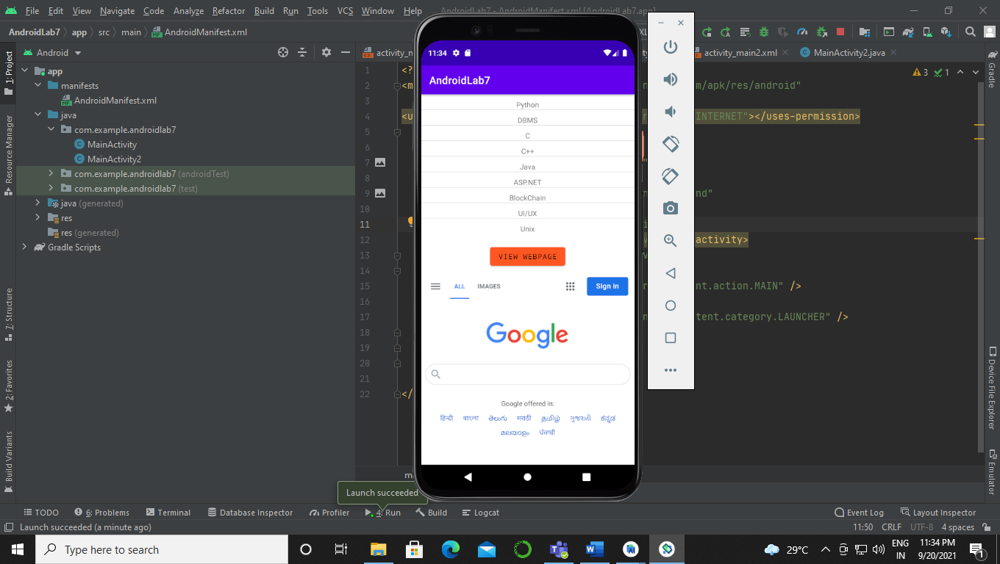 File Edit View Navigate Code Analyze Refactor Build Run Tools VCS Window Help AndroidLab7 - AndroidManifest.xml [AndroidLab7.app]
AndroidLab7 app src main AndroidManifest.xml
1: Project
Resource Manager
7: Structure
2: Favorites
Build Variants
Android
app
manifests
AndroidManifest.xml
java
com.example.androidlab7
MainActivity
MainActivity2
com.example.androidlab7 (androidTest)
com.example.androidlab7 (test)
java (generated)
res
res (generated)
Gradle Scripts
activity_main2.xml MainActivity2.java
3 1
1 <?
2 <m m/apk/res/android"
3
4 <u INTERNET"></uses-permission>
5
6
7
8
9 nd"
10
11
12 activity>
13
14
15 nt.action.MAIN" />
16
17 tent.category.LAUNCHER" />
18
19
20
21
22 </
11:34
AndroidLab7
Python
DBMS
C
C++
Java
ASP.NET
BlockChain
UI/UX
Unix
VIEW WEBPAGE
ALL IMAGES Sign in
Google
Google offered in:
हिन्दी বাংলা తెలుగు मराठी தமிழ் ગુજરાતી ಕನ್ನಡ
മലയാളം ਪੰਜਾਬੀ
Gradle
Device File Explorer
Emulator
Launch succeeded
TODO 6: Problems Terminal Database Inspector Profiler 4: Run Build Logcat Event Log Layout Inspector
Launch succeeded (a minute ago) 11:50 CRLF UTF-8 4 spaces
Type here to search 29°C ENG 11:34 PM
IN 9/20/2021 1